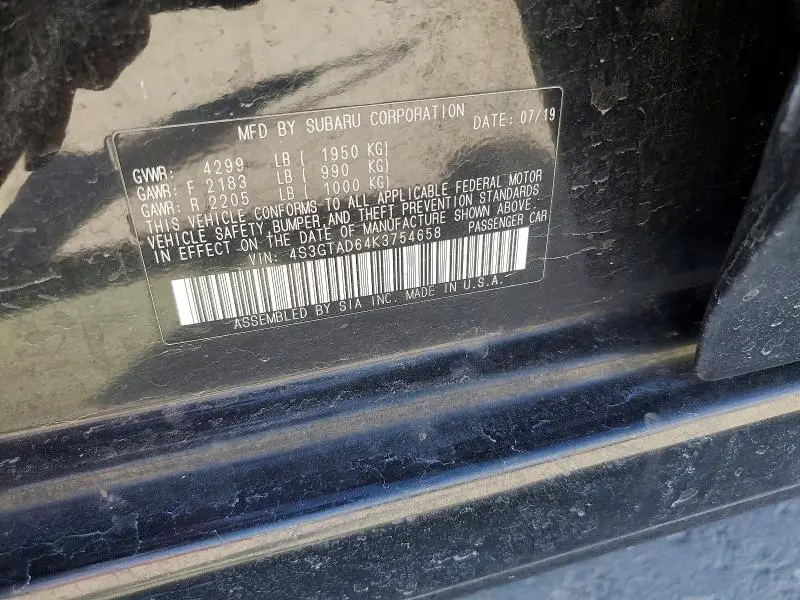 MFD BY SUBARU CORPORATION DATE: 07/19
GVWR: 4299 LB ( 1950 KG)
GAWR: F 2183 LB ( 990 KG)
GAWR: R 2205 LB ( 1000 KG)
THIS VEHICLE CONFORMS TO ALL APPLICABLE FEDERAL MOTOR
VEHICLE SAFETY, BUMPER, AND THEFT PREVENTION STANDARDS
IN EFFECT ON THE DATE OF MANUFACTURE SHOWN ABOVE.
VIN: 4S3GTAD64K3754658 PASSENGER CAR
ASSEMBLED BY SIA INC. MADE IN U.S.A.